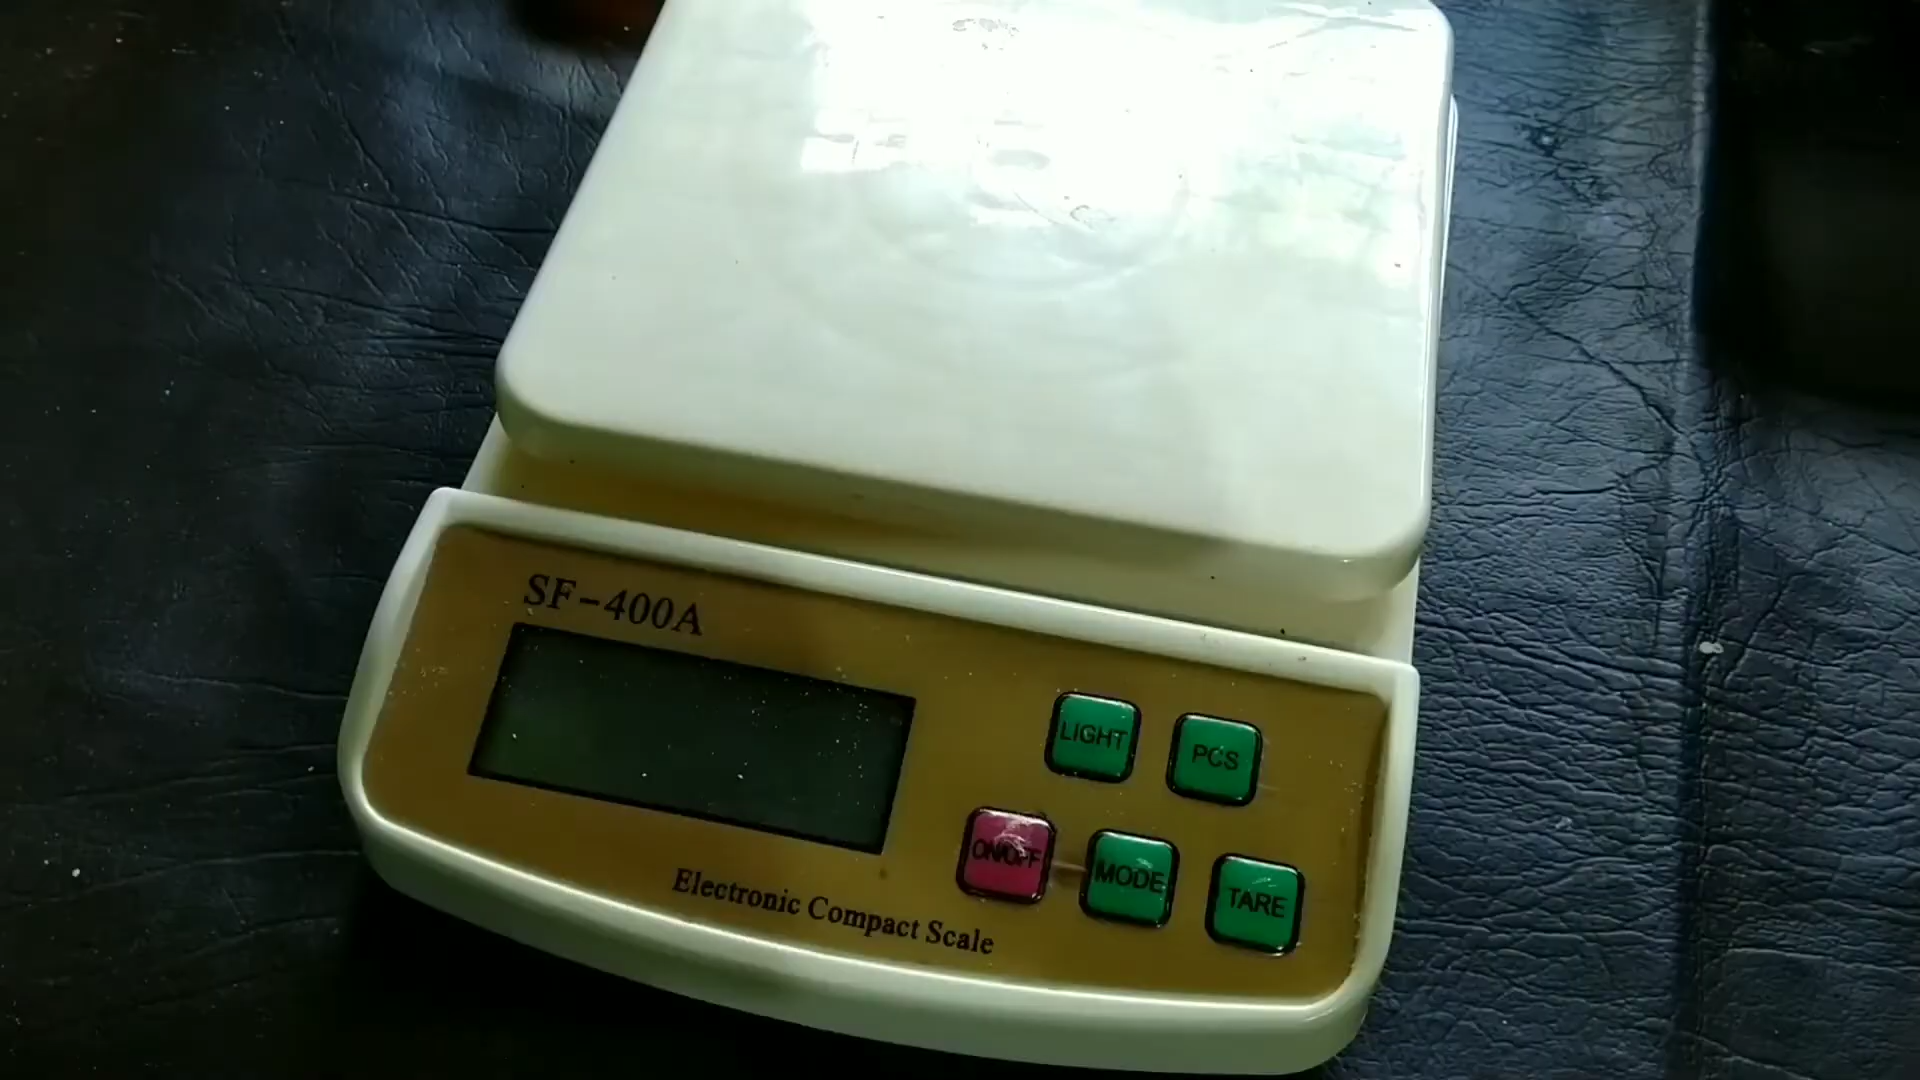 SF-400A
LIGHT
PCS
ON/OFF
MODE
TARE
Electronic Compact Scale